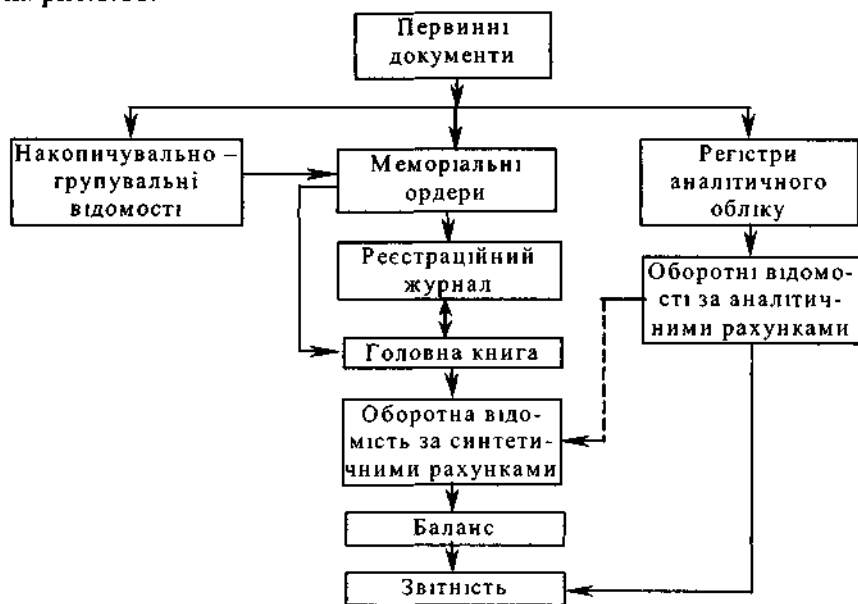 Первинні
документи
Накопичувально –
групувальні
відомості
Меморіальні
ордери
Регістри
аналітичного
обліку
Реєстраційний
журнал
Оборотні відомо-
сті за аналітич-
ними рахунками
Головна книга
Оборотна відо-
мість за синтети-
чними рахунками
Баланс
Звітність